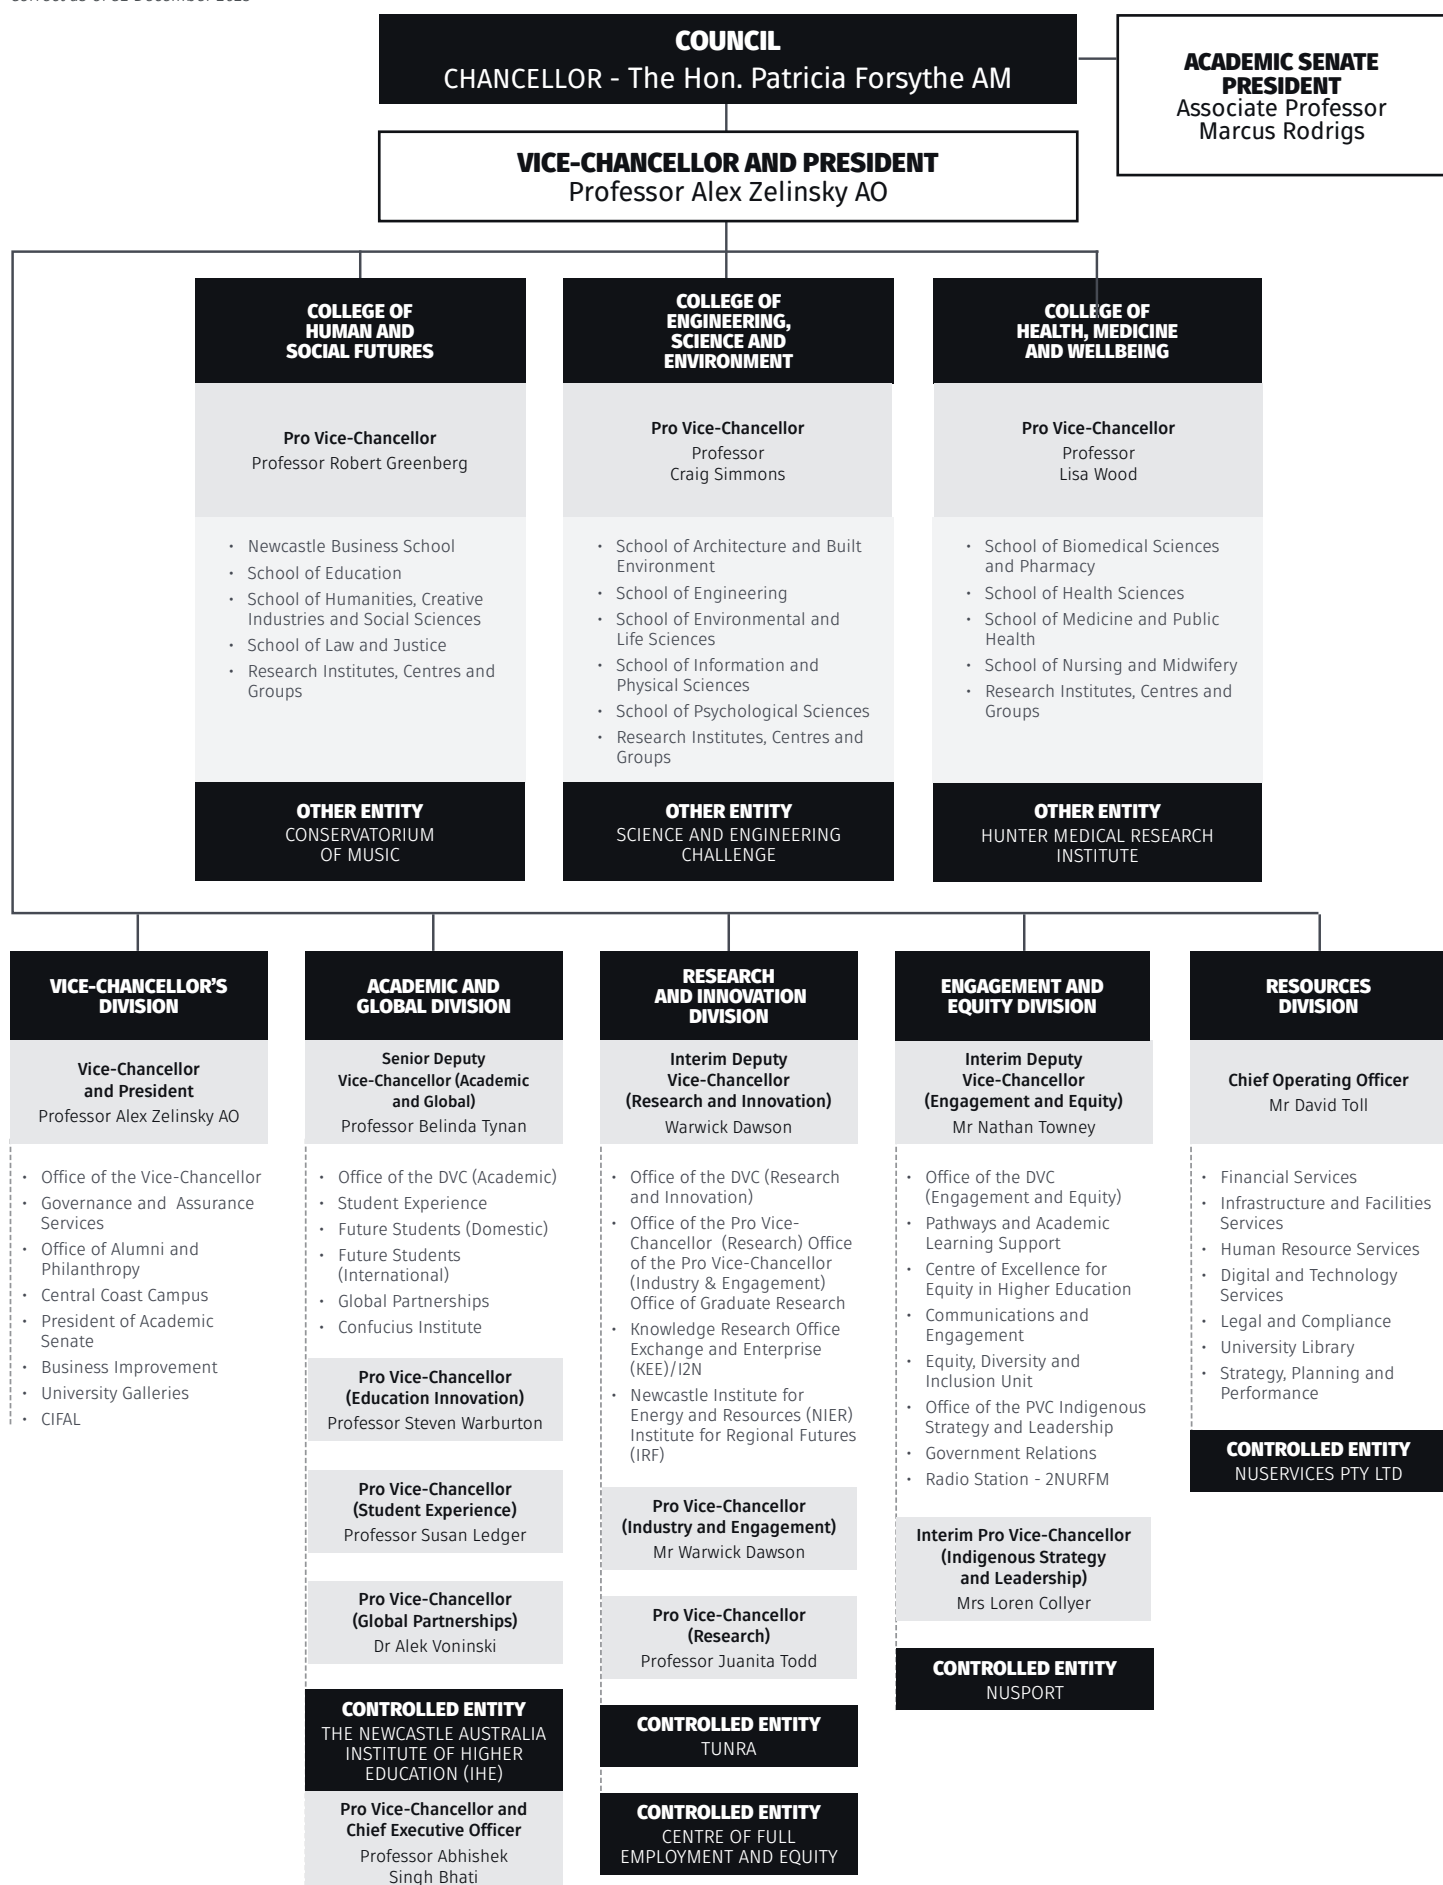 COUNCIL
CHANCELLOR - The Hon. Patricia Forsythe AM
ACADEMIC SENATE
PRESIDENT
Associate Professor
Marcus Rodrigs
VICE-CHANCELLOR AND PRESIDENT
Professor Alex Zelinsky AO
COLLEGE OF
HUMAN AND
SOCIAL FUTURES
Pro Vice-Chancellor
Professor Robert Greenberg
• Newcastle Business School
• School of Education
• School of Humanities, Creative
Industries and Social Sciences
• School of Law and Justice
• Research Institutes, Centres and
Groups
OTHER ENTITY
CONSERVATORIUM
OF MUSIC
COLLEGE OF
ENGINEERING,
SCIENCE AND
ENVIRONMENT
Pro Vice-Chancellor
Professor
Craig Simmons
• School of Architecture and Built
Environment
• School of Engineering
• School of Environmental and
Life Sciences
• School of Information and
Physical Sciences
• School of Psychological Sciences
• Research Institutes, Centres and
Groups
OTHER ENTITY
SCIENCE AND ENGINEERING
CHALLENGE
COLLEGE OF
HEALTH, MEDICINE
AND WELLBEING
Pro Vice-Chancellor
Professor
Lisa Wood
• School of Biomedical Sciences
and Pharmacy
• School of Health Sciences
• School of Medicine and Public
Health
• School of Nursing and Midwifery
• Research Institutes, Centres and
Groups
OTHER ENTITY
HUNTER MEDICAL RESEARCH
INSTITUTE
VICE-CHANCELLOR'S
DIVISION
Vice-Chancellor
and President
Professor Alex Zelinsky AO
• Office of the Vice-Chancellor
• Governance and Assurance
Services
• Office of Alumni and
Philanthropy
• Central Coast Campus
• President of Academic
Senate
• Business Improvement
• University Galleries
• CIFAL
ACADEMIC AND
GLOBAL DIVISION
Senior Deputy
Vice-Chancellor (Academic
and Global)
Professor Belinda Tynan
• Office of the DVC (Academic)
• Student Experience
• Future Students (Domestic)
• Future Students
(International)
• Global Partnerships
• Confucius Institute
Pro Vice-Chancellor
(Education Innovation)
Professor Steven Warburton
Pro Vice-Chancellor
(Student Experience)
Professor Susan Ledger
Pro Vice-Chancellor
(Global Partnerships)
Dr Alek Voninski
CONTROLLED ENTITY
THE NEWCASTLE AUSTRALIA
INSTITUTE OF HIGHER
EDUCATION (IHE)
Pro Vice-Chancellor and
Chief Executive Officer
Professor Abhishek
Singh Bhati
RESEARCH
AND INNOVATION
DIVISION
Interim Deputy
Vice-Chancellor
(Research and Innovation)
Warwick Dawson
• Office of the DVC (Research
and Innovation)
• Office of the Pro Vice-
Chancellor (Research) Office
of the Pro Vice-Chancellor
(Industry & Engagement)
Office of Graduate Research
• Knowledge Research Office
Exchange and Enterprise
(KEE)/I2N
• Newcastle Institute for
Energy and Resources (NIER)
Institute for Regional Futures
(IRF)
Pro Vice-Chancellor
(Industry and Engagement)
Mr Warwick Dawson
Pro Vice-Chancellor
(Research)
Professor Juanita Todd
CONTROLLED ENTITY
TUNRA
CONTROLLED ENTITY
CENTRE OF FULL
EMPLOYMENT AND EQUITY
ENGAGEMENT AND
EQUITY DIVISION
Interim Deputy
Vice-Chancellor
(Engagement and Equity)
Mr Nathan Towney
• Office of the DVC
(Engagement and Equity)
• Pathways and Academic
Learning Support
• Centre of Excellence for
Equity in Higher Education
• Communications and
Engagement
• Equity, Diversity and
Inclusion Unit
• Office of the PVC Indigenous
Strategy and Leadership
• Government Relations
• Radio Station - 2NURFM
Interim Pro Vice-Chancellor
(Indigenous Strategy
and Leadership)
Mrs Loren Collyer
CONTROLLED ENTITY
NUSPORT
RESOURCES
DIVISION
Chief Operating Officer
Mr David Toll
• Financial Services
• Infrastructure and Facilities
Services
• Human Resource Services
• Digital and Technology
Services
• Legal and Compliance
• University Library
• Strategy, Planning and
Performance
CONTROLLED ENTITY
NUSERVICES PTY LTD